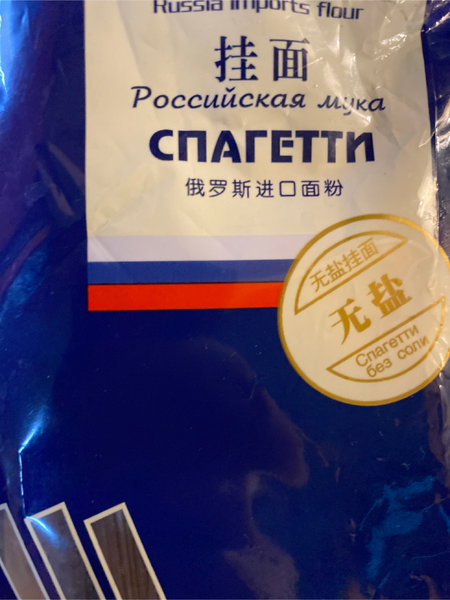 Russia imports flour
挂面
Российская мука
СПАГЕТТИ
俄罗斯进口面粉
无盐挂面
无盐
Спагетти
без соли